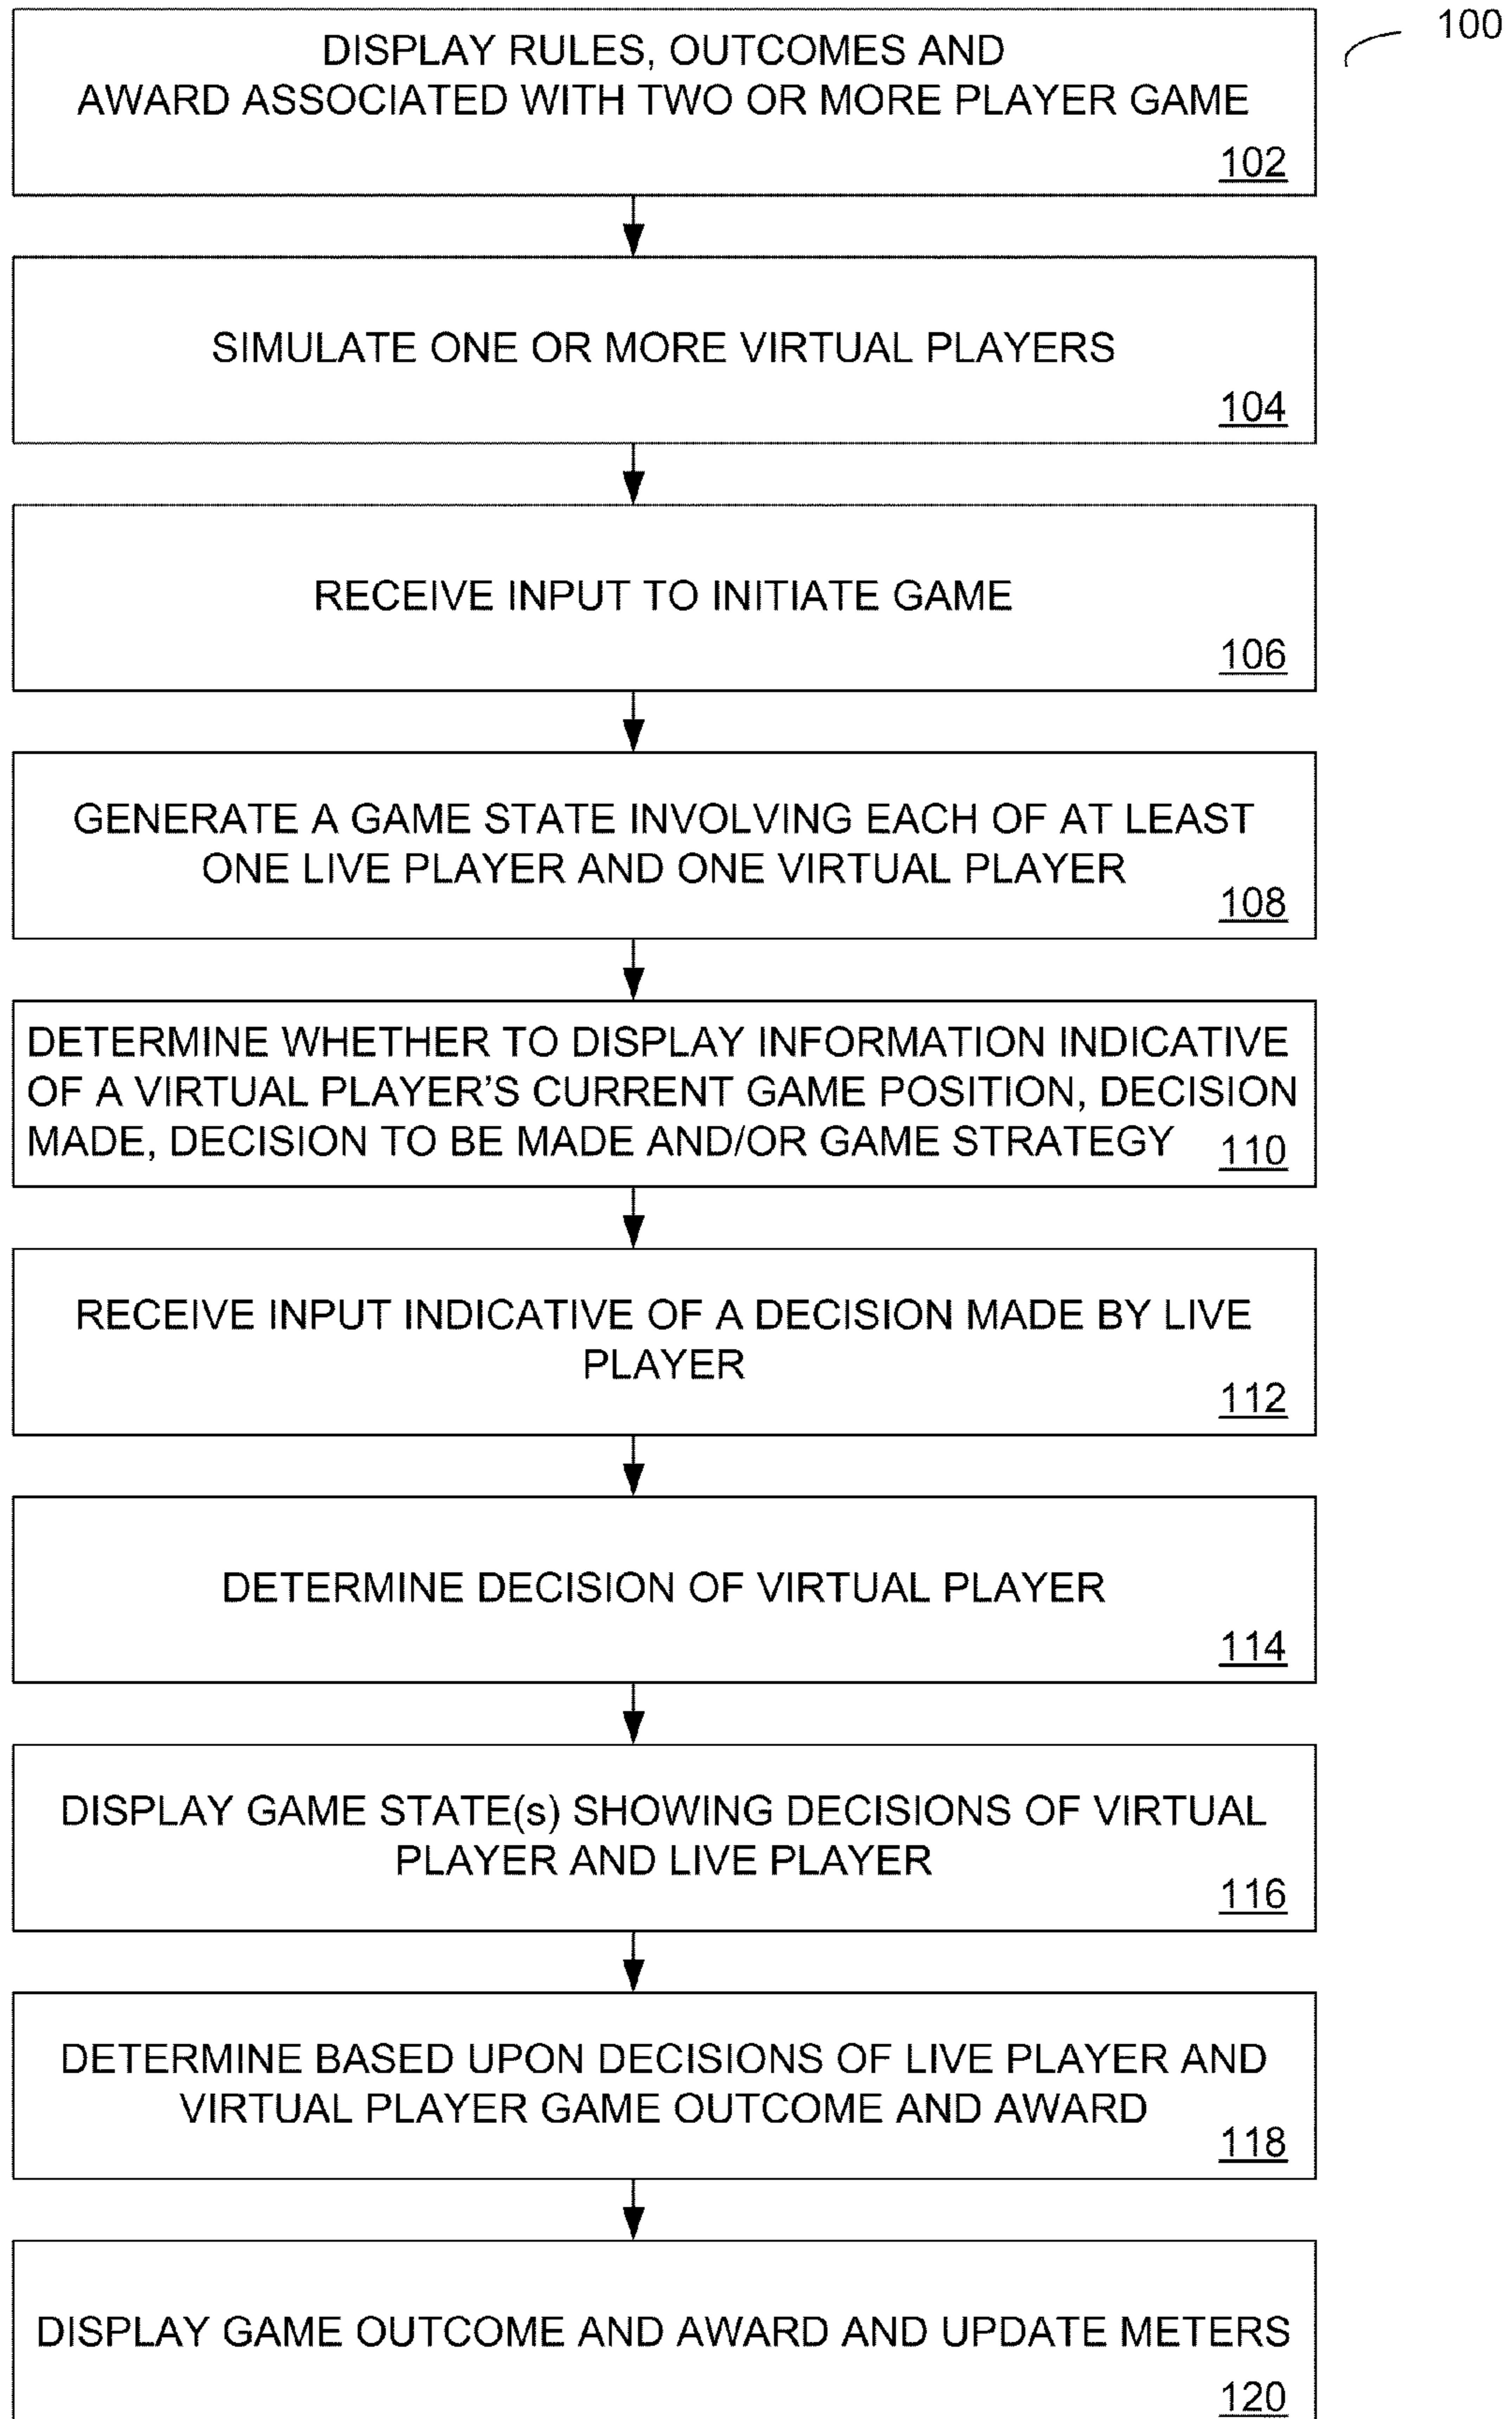 100
DISPLAY RULES, OUTCOMES AND
AWARD ASSOCIATED WITH TWO OR MORE PLAYER GAME
102
SIMULATE ONE OR MORE VIRTUAL PLAYERS
104
RECEIVE INPUT TO INITIATE GAME
106
GENERATE A GAME STATE INVOLVING EACH OF AT LEAST
ONE LIVE PLAYER AND ONE VIRTUAL PLAYER
108
DETERMINE WHETHER TO DISPLAY INFORMATION INDICATIVE
OF A VIRTUAL PLAYER'S CURRENT GAME POSITION, DECISION
MADE, DECISION TO BE MADE AND/OR GAME STRATEGY
110
RECEIVE INPUT INDICATIVE OF A DECISION MADE BY LIVE
PLAYER
112
DETERMINE DECISION OF VIRTUAL PLAYER
114
DISPLAY GAME STATE(s) SHOWING DECISIONS OF VIRTUAL
PLAYER AND LIVE PLAYER
116
DETERMINE BASED UPON DECISIONS OF LIVE PLAYER AND
VIRTUAL PLAYER GAME OUTCOME AND AWARD
118
DISPLAY GAME OUTCOME AND AWARD AND UPDATE METERS
120